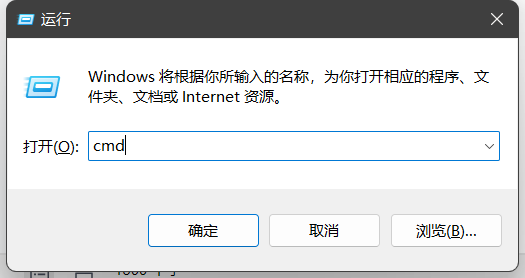 运行
Windows 将根据你所输入的名称，为你打开相应的程序、文
件夹、文档或 Internet 资源。
打开(O):
cmd
确定
取消
浏览(B)...